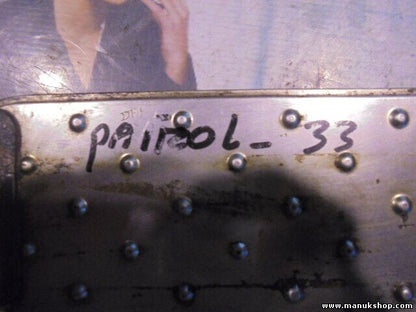 pATROL - 33
www.manukshop.com